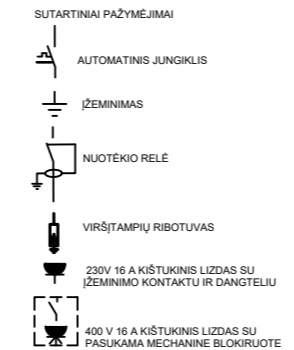 SUTARTINIAI PAŽYMĖJIMAI
AUTOMATINIS JUNGIKLIS
ĮŽEMINIMAS
NUOTĖKIO RELĖ
VIRŠĮTAMPIŲ RIBOTUVAS
230V 16 A KIŠTUKINIS LIZDAS SU
ĮŽEMINIMO KONTAKTU IR DANGTELIU
400 V 16 A KIŠTUKINIS LIZDAS SU
PASUKAMA MECHANINE BLOKIRUOTE